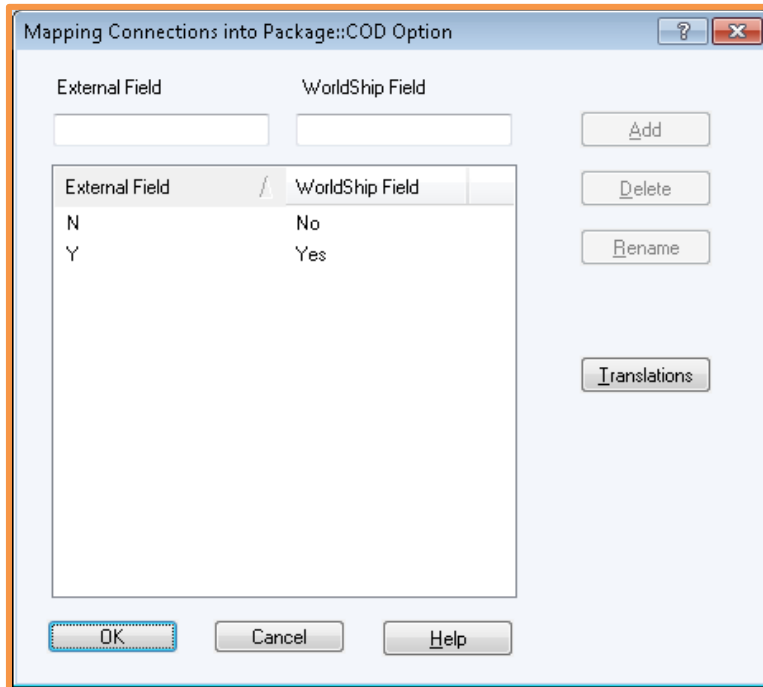 Mapping Connections into Package::COD Option
External Field WorldShip Field
Add
External Field WorldShip Field
Delete
N No
Y Yes
Rename
Translations
OK Cancel Help